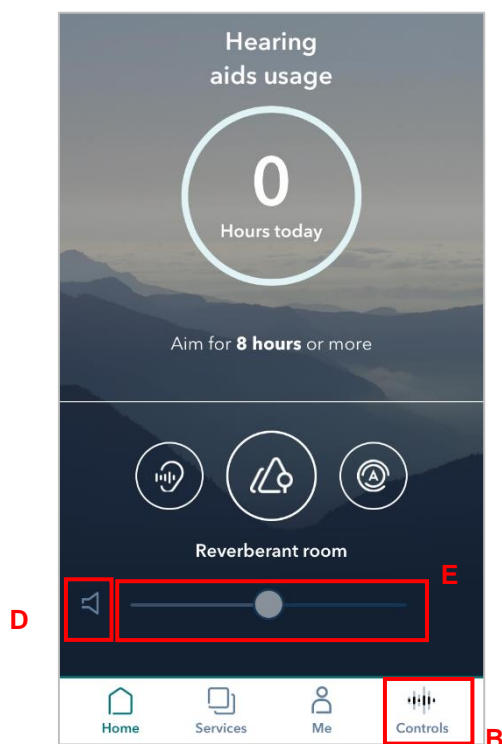 Hearing
aids usage
0
Hours today
Aim for 8 hours or more
A
Reverberant room
E
D
Home Services Me Controls
B